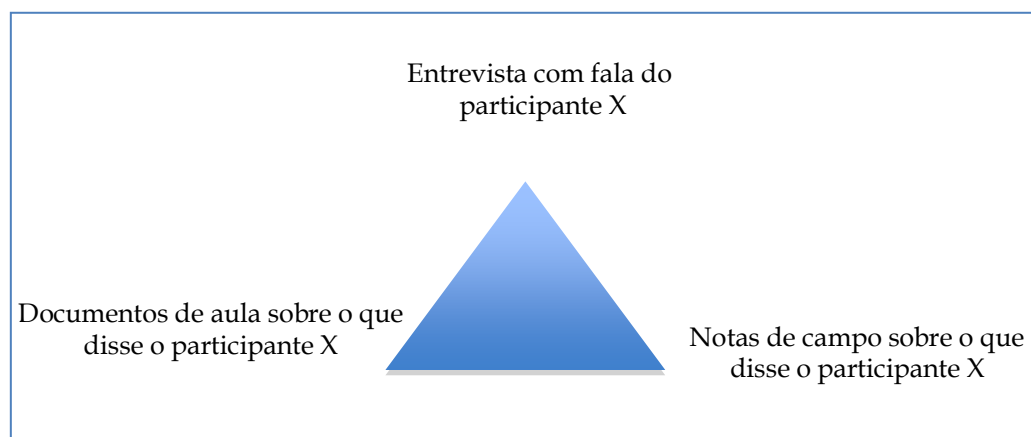 Entrevista com fala do
participante X
Documentos de aula sobre o que
disse o participante X
Notas de campo sobre o que
disse o participante X